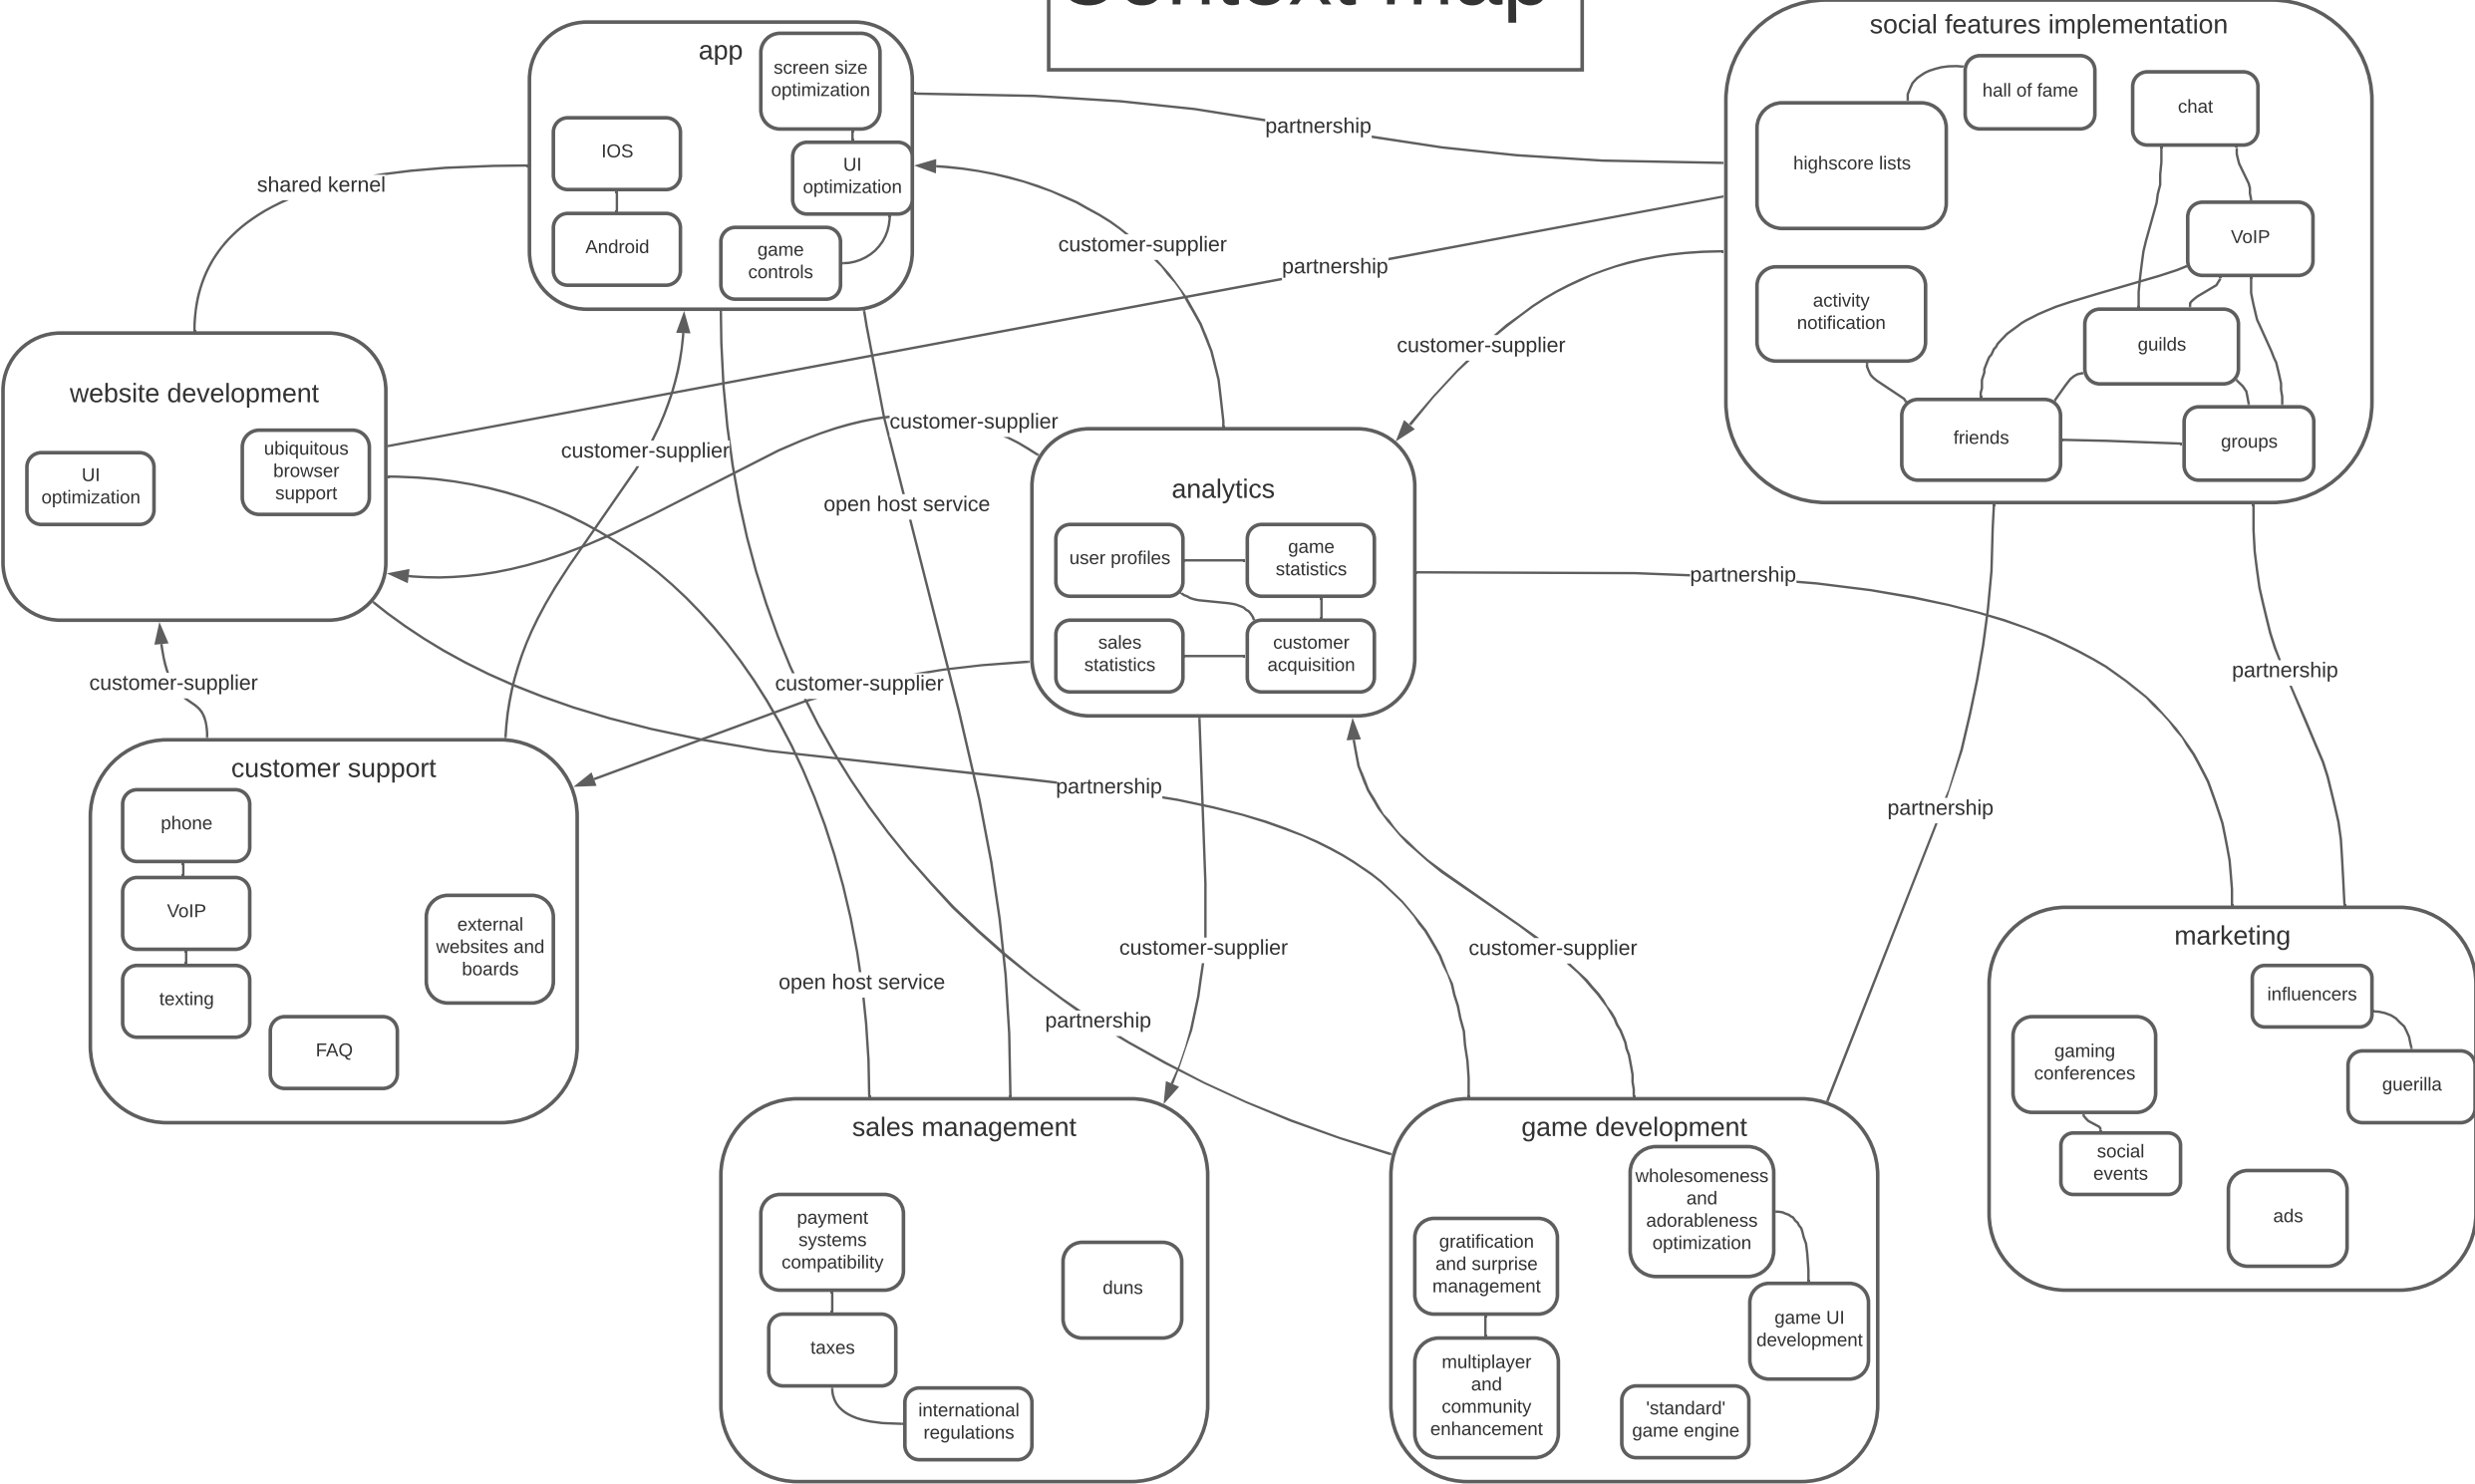 Context map
app
screen size
optimization
IOS
UI
optimization
Android
game
controls
social features implementation
hall of fame
chat
highscore lists
VoIP
activity
notification
guilds
friends
groups
partnership
shared kernel
customer-supplier
partnership
customer-supplier
website development
UI
optimization
ubiquitous
browser
support
customer-supplier
customer-supplier
open host service
analytics
user profiles
game
statistics
sales
statistics
customer
acquisition
partnership
partnership
customer-supplier
customer-supplier
partnership
partnership
customer support
phone
VoIP
texting
external
websites and
boards
FAQ
customer-supplier
customer-supplier
open host service
partnership
marketing
influencers
gaming
conferences
guerilla
social
events
ads
sales management
payment
systems
compatibility
duns
taxes
international
regulations
game development
wholesomeness
and
adorableness
optimization
gratification
and surprise
management
game UI
development
multiplayer
and
community
enhancement
'standard'
game engine